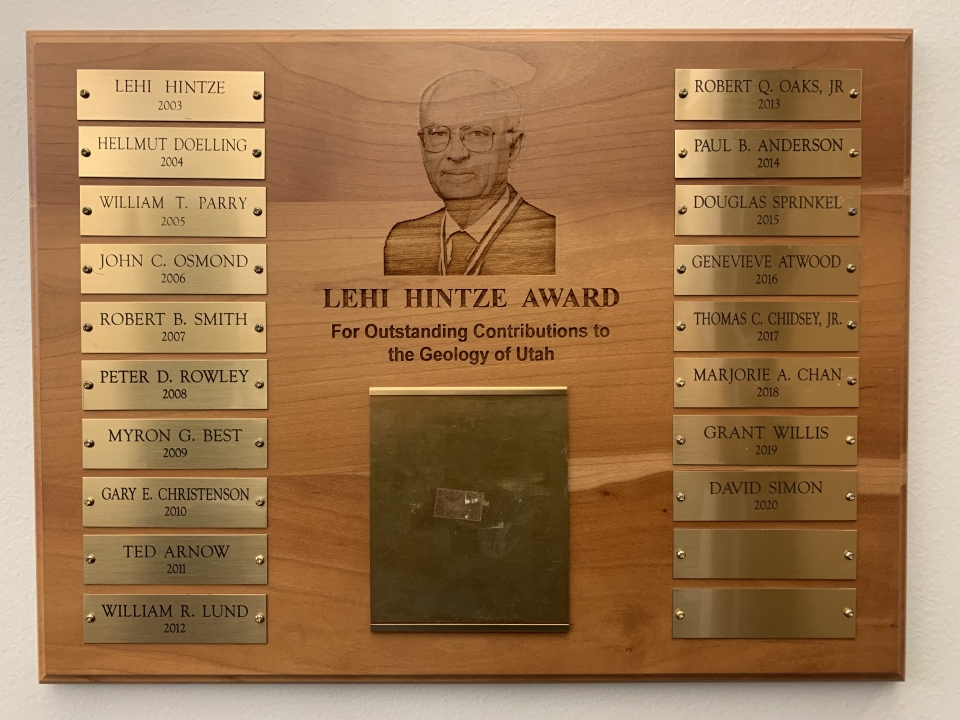 LEHI HINTZE
2003
HELLMUT DOELLING
2004
WILLIAM T. PARRY
2005
JOHN C. OSMOND
2006
ROBERT B. SMITH
2007
PETER D. ROWLEY
2008
MYRON G. BEST
2009
GARY E. CHRISTENSON
2010
TED ARNOW
2011
WILLIAM R. LUND
2012
LEHI HINTZE AWARD
For Outstanding Contributions to
the Geology of Utah
ROBERT Q. OAKS, JR
2013
PAUL B. ANDERSON
2014
DOUGLAS SPRINKEL
2015
GENEVIEVE ATWOOD
2016
THOMAS C. CHIDSEY, JR.
2017
MARJORIE A. CHAN
2018
GRANT WILLIS
2019
DAVID SIMON
2020